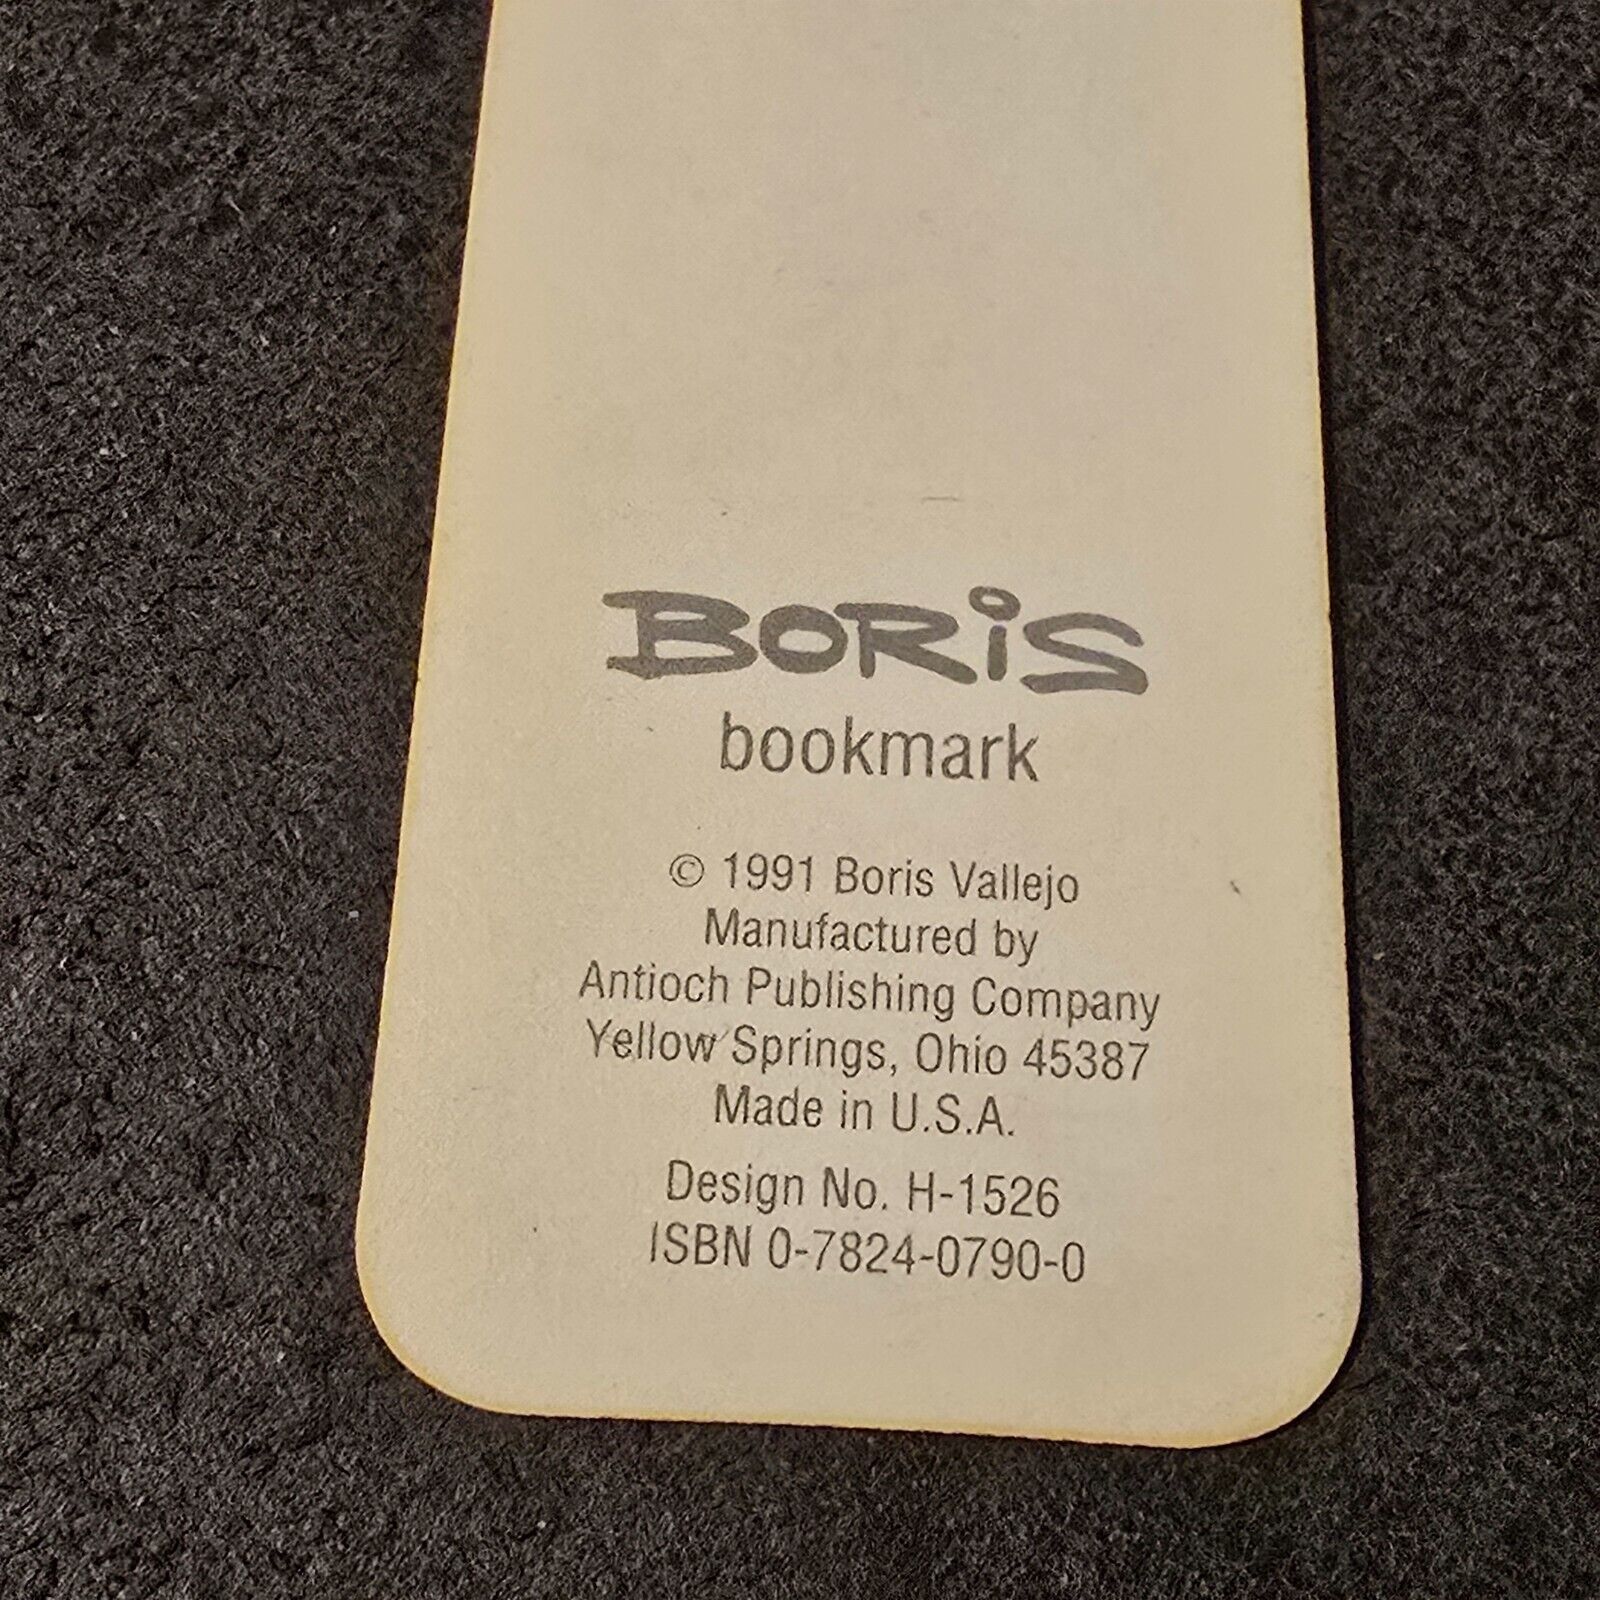 BORiS
bookmark
© 1991 Boris Vallejo
Manufactured by
Antioch Publishing Company
Yellow Springs, Ohio 45387
Made in U.S.A.
Design No. H-1526
ISBN 0-7824-0790-0